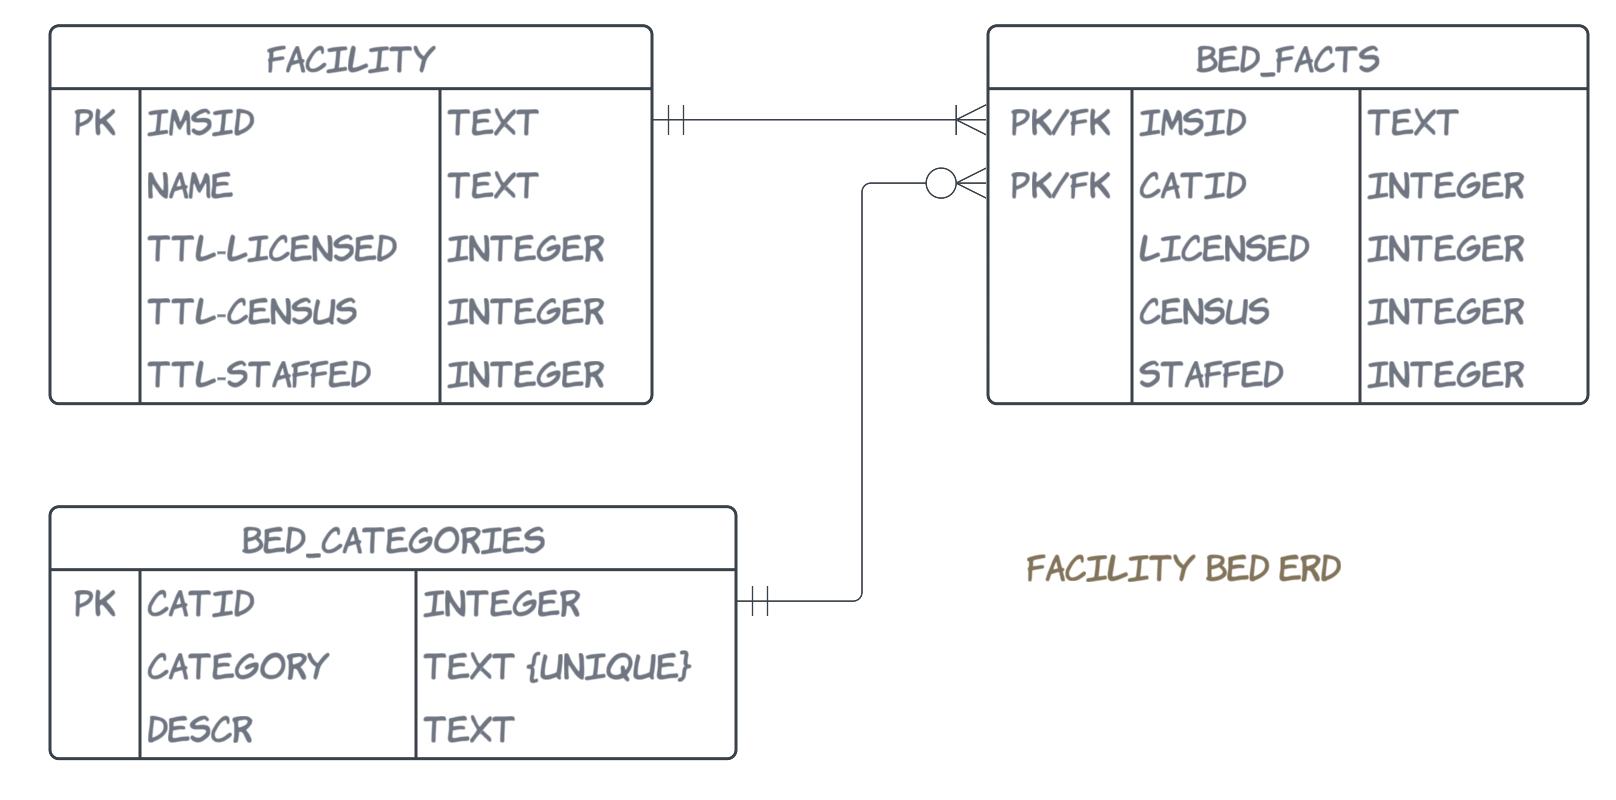 FACILITY
PK IMSID TEXT
NAME TEXT
TTL-LICENSED INTEGER
TTL-CENSUS INTEGER
TTL-STAFFED INTEGER
BED_FACTS
PK/FK IMSID TEXT
PK/FK CATID INTEGER
LICENSED INTEGER
CENSUS INTEGER
STAFFED INTEGER
BED_CATEGORIES
PK CATID INTEGER
CATEGORY TEXT {UNIQUE}
DESCR TEXT
FACILITY BED ERD